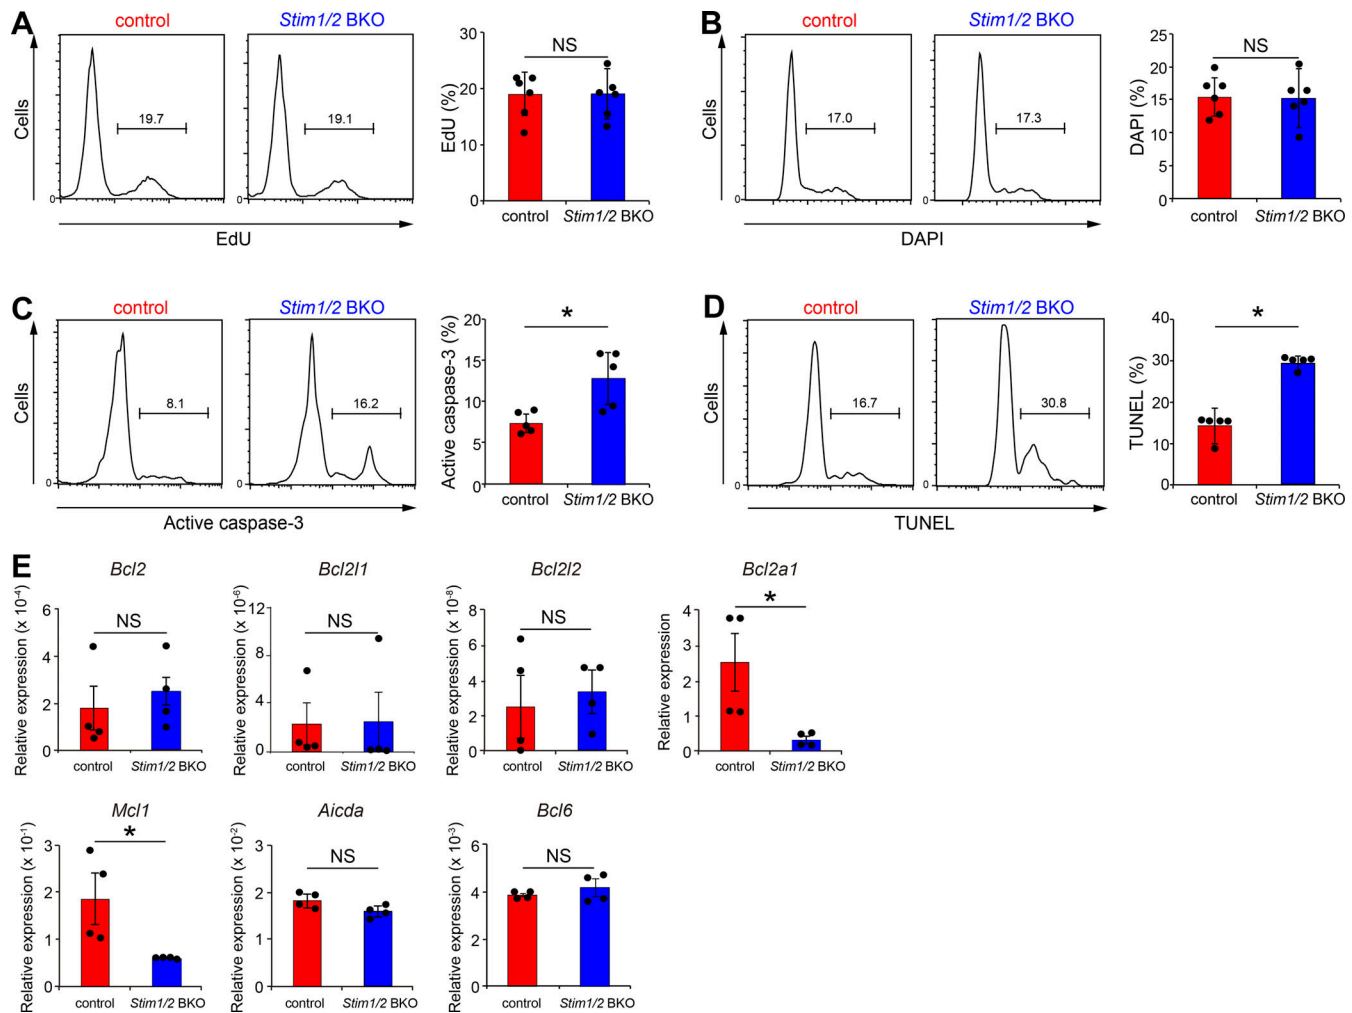 A
control
Stim1/2 BKO
Cells
19.7
19.1
0
0
EdU
EdU (%)
30
20
10
0
NS
control
Stim1/2 BKO
B
control
Stim1/2 BKO
Cells
17.0
17.3
0
0
DAPI
DAPI (%)
25
20
15
10
5
0
NS
control
Stim1/2 BKO
C
control
Stim1/2 BKO
Cells
8.1
16.2
0
0
Active caspase-3
Active caspase-3 (%)
20
15
10
5
0
*
control
Stim1/2 BKO
D
control
Stim1/2 BKO
Cells
16.7
30.8
0
0
TUNEL
TUNEL (%)
40
30
20
10
0
*
control
Stim1/2 BKO
E
Bcl2
Relative expression (x 10-4)
6
4
2
0
NS
control
Stim1/2 BKO
Bcl2l1
Relative expression (x 10-6)
12
8
4
0
NS
control
Stim1/2 BKO
Bcl2l2
Relative expression (x 10-8)
8
6
4
2
0
NS
control
Stim1/2 BKO
Bcl2a1
Relative expression
4
3
2
1
0
*
control
Stim1/2 BKO
Mcl1
Relative expression (x 10-1)
3
2
1
0
*
control
Stim1/2 BKO
Aicda
Relative expression (x 10-2)
3
2
1
0
NS
control
Stim1/2 BKO
Bcl6
Relative expression (x 10-3)
6
4
2
0
NS
control
Stim1/2 BKO